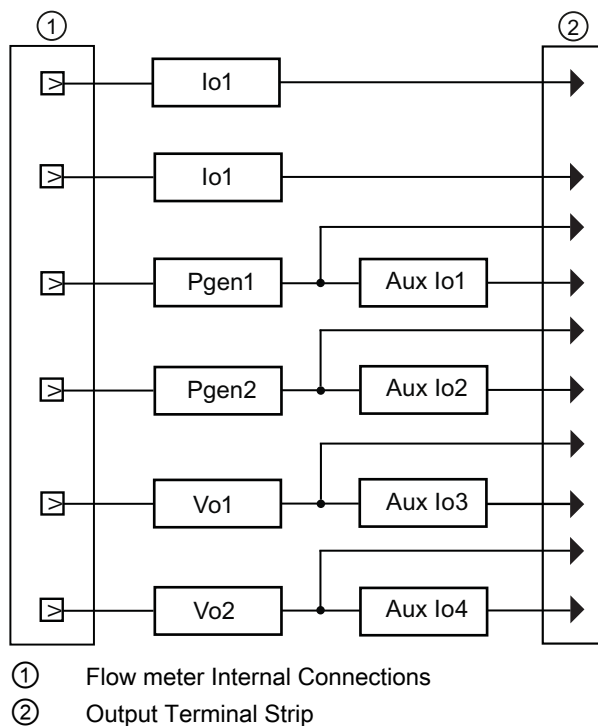 ① ②
Io1
Io1
Pgen1 Aux Io1
Pgen2 Aux Io2
Vo1 Aux Io3
Vo2 Aux Io4
① Flow meter Internal Connections
② Output Terminal Strip